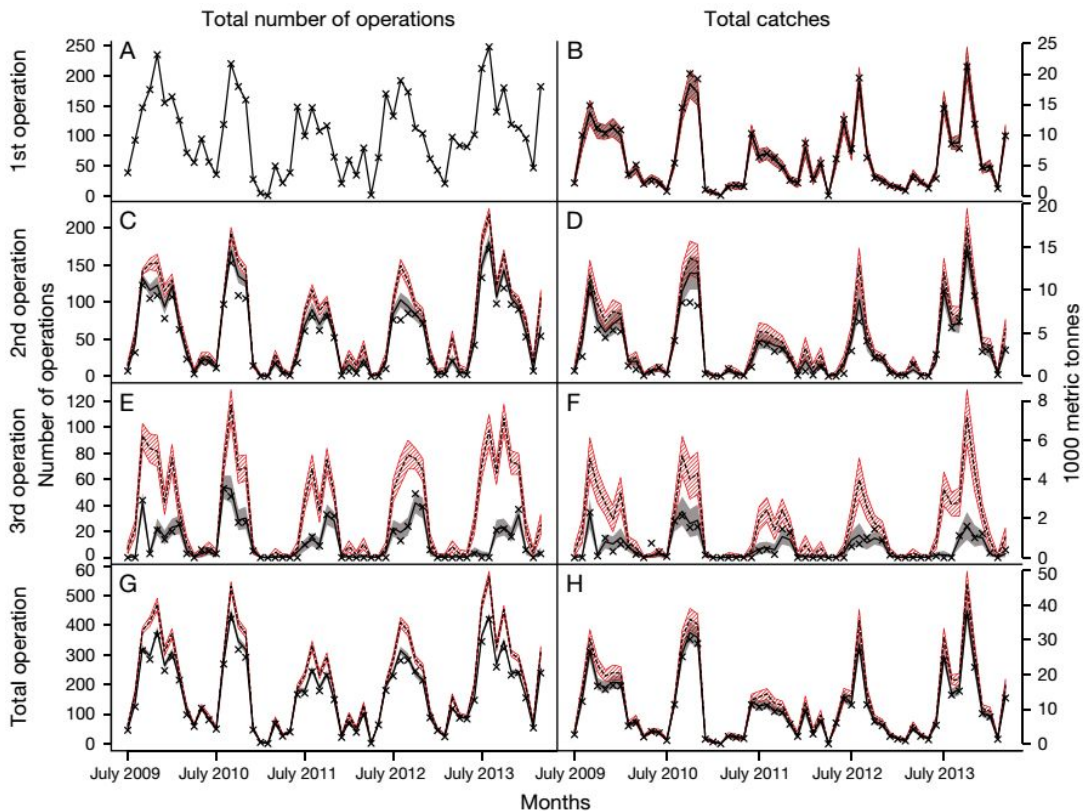 Total number of operations
Total catches
1st operation
2nd operation
3rd operation
Total operation
Number of operations
1000 metric tonnes
A
250
200
150
100
50
0
B
25
20
15
10
5
0
C
200
150
100
50
0
D
20
15
10
5
0
E
120
100
80
60
40
20
0
F
8
6
4
2
0
G
60
500
400
300
200
100
0
H
50
40
30
20
10
0
July 2009
July 2010
July 2011
July 2012
July 2013
July 2009
July 2010
July 2011
July 2012
July 2013
Months